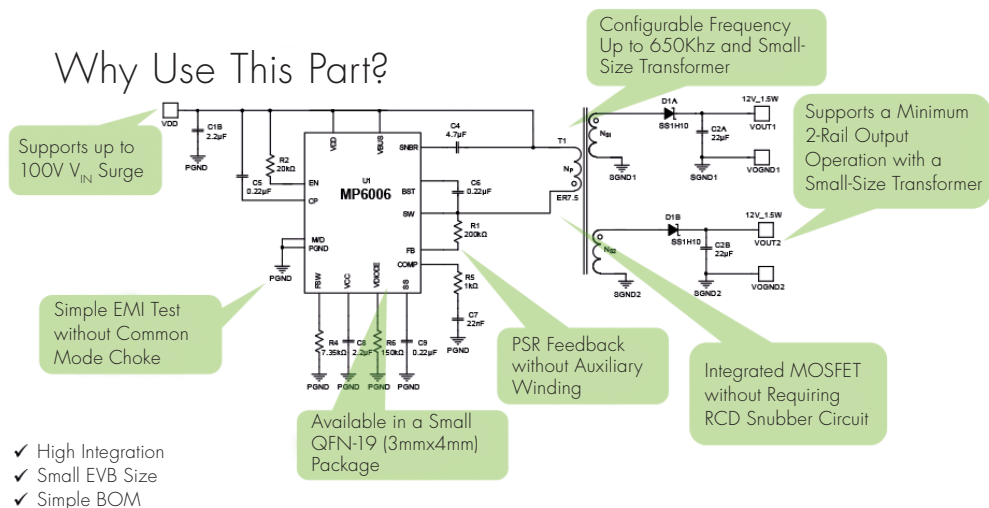 Why Use This Part?
Configurable Frequency
Up to 650Khz and Small-
Size Transformer
Supports up to
100V VIN Surge
Supports a Minimum
2-Rail Output
Operation with a
Small-Size Transformer
Simple EMI Test
without Common
Mode Choke
PSR Feedback
without Auxiliary
Winding
Integrated MOSFET
without Requiring
RCD Snubber Circuit
Available in a Small
QFN-19 (3mmx4mm)
Package
VDD
C1B
2.2µF
PGND
R2
20kΩ
C5
0.22µF
VDD
VBUS
SNBR
U1
MP6006
EN
CP
BST
SW
M/D
PGND
FB
COMP
FSW
VCC
VDIODE
SS
PGND
C4
4.7µF
C6
0.22µF
R1
200kΩ
R5
1kΩ
C7
22nF
PGND
R4
7.35kΩ
C8
2.2µF
R6
150kΩ
C9
0.22µF
PGND
PGND
PGND
PGND
T1
NP
ER7.5
NS1
SGND1
D1A
SS1H10
C2A
22µF
SGND1
12V_1.5W
VOUT1
VOGND1
NS2
SGND2
D1B
SS1H10
C2B
22µF
SGND2
12V_1.5W
VOUT2
VOGND2
✓ High Integration
✓ Small EVB Size
✓ Simple BOM